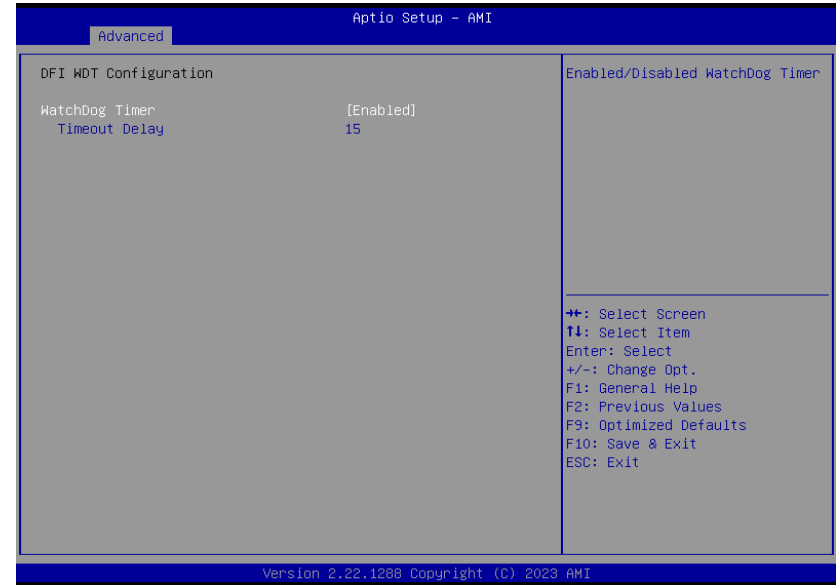 Aptio Setup – AMI
Advanced
DFI WDT Configuration
WatchDog Timer [Enabled]
Timeout Delay 15
Enabled/Disabled WatchDog Timer
→←: Select Screen
↑↓: Select Item
Enter: Select
+/-: Change Opt.
F1: General Help
F2: Previous Values
F9: Optimized Defaults
F10: Save & Exit
ESC: Exit
Version 2.22.1288 Copyright (C) 2023 AMI